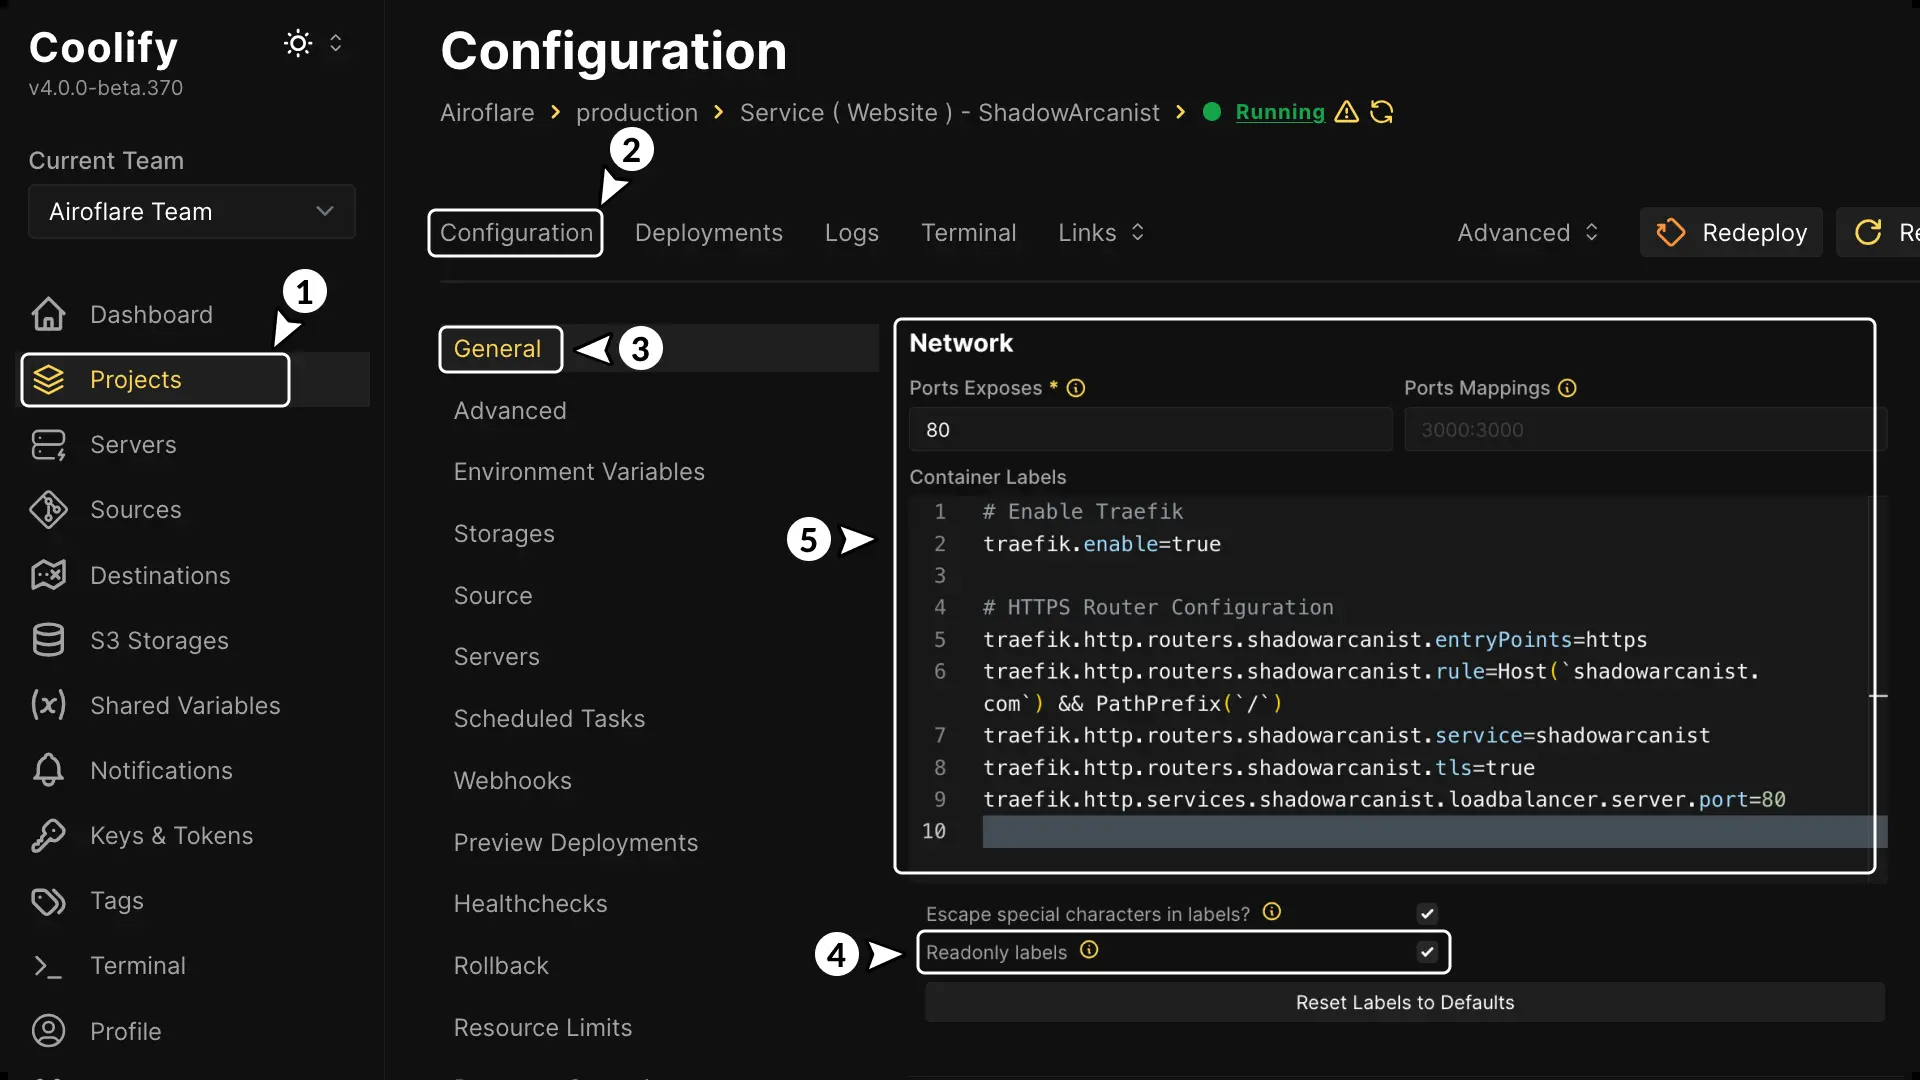 Coolify
v4.0.0-beta.370
Current Team
Airoflare Team
1
Dashboard
Projects
Servers
Sources
Destinations
S3 Storages
Shared Variables
Notifications
Keys & Tokens
Tags
Terminal
Profile
Configuration
Airoflare > production > Service ( Website ) - ShadowArcanist > Running
2
Configuration Deployments Logs Terminal Links Advanced Redeploy Re
General 3
Advanced
Environment Variables
Storages
Source
Servers
Scheduled Tasks
Webhooks
Preview Deployments
Healthchecks
Rollback
Resource Limits
Network
Ports Exposes * Ports Mappings
80 3000:3000
Container Labels
5
1 # Enable Traefik
2 traefik.enable=true
3
4 # HTTPS Router Configuration
5 traefik.http.routers.shadowarcanist.entryPoints=https
6 traefik.http.routers.shadowarcanist.rule=Host(`shadowarcanist.
com`) && PathPrefix(`/`)
7 traefik.http.routers.shadowarcanist.service=shadowarcanist
8 traefik.http.routers.shadowarcanist.tls=true
9 traefik.http.services.shadowarcanist.loadbalancer.server.port=80
10
Escape special characters in labels?
4 Readonly labels
Reset Labels to Defaults